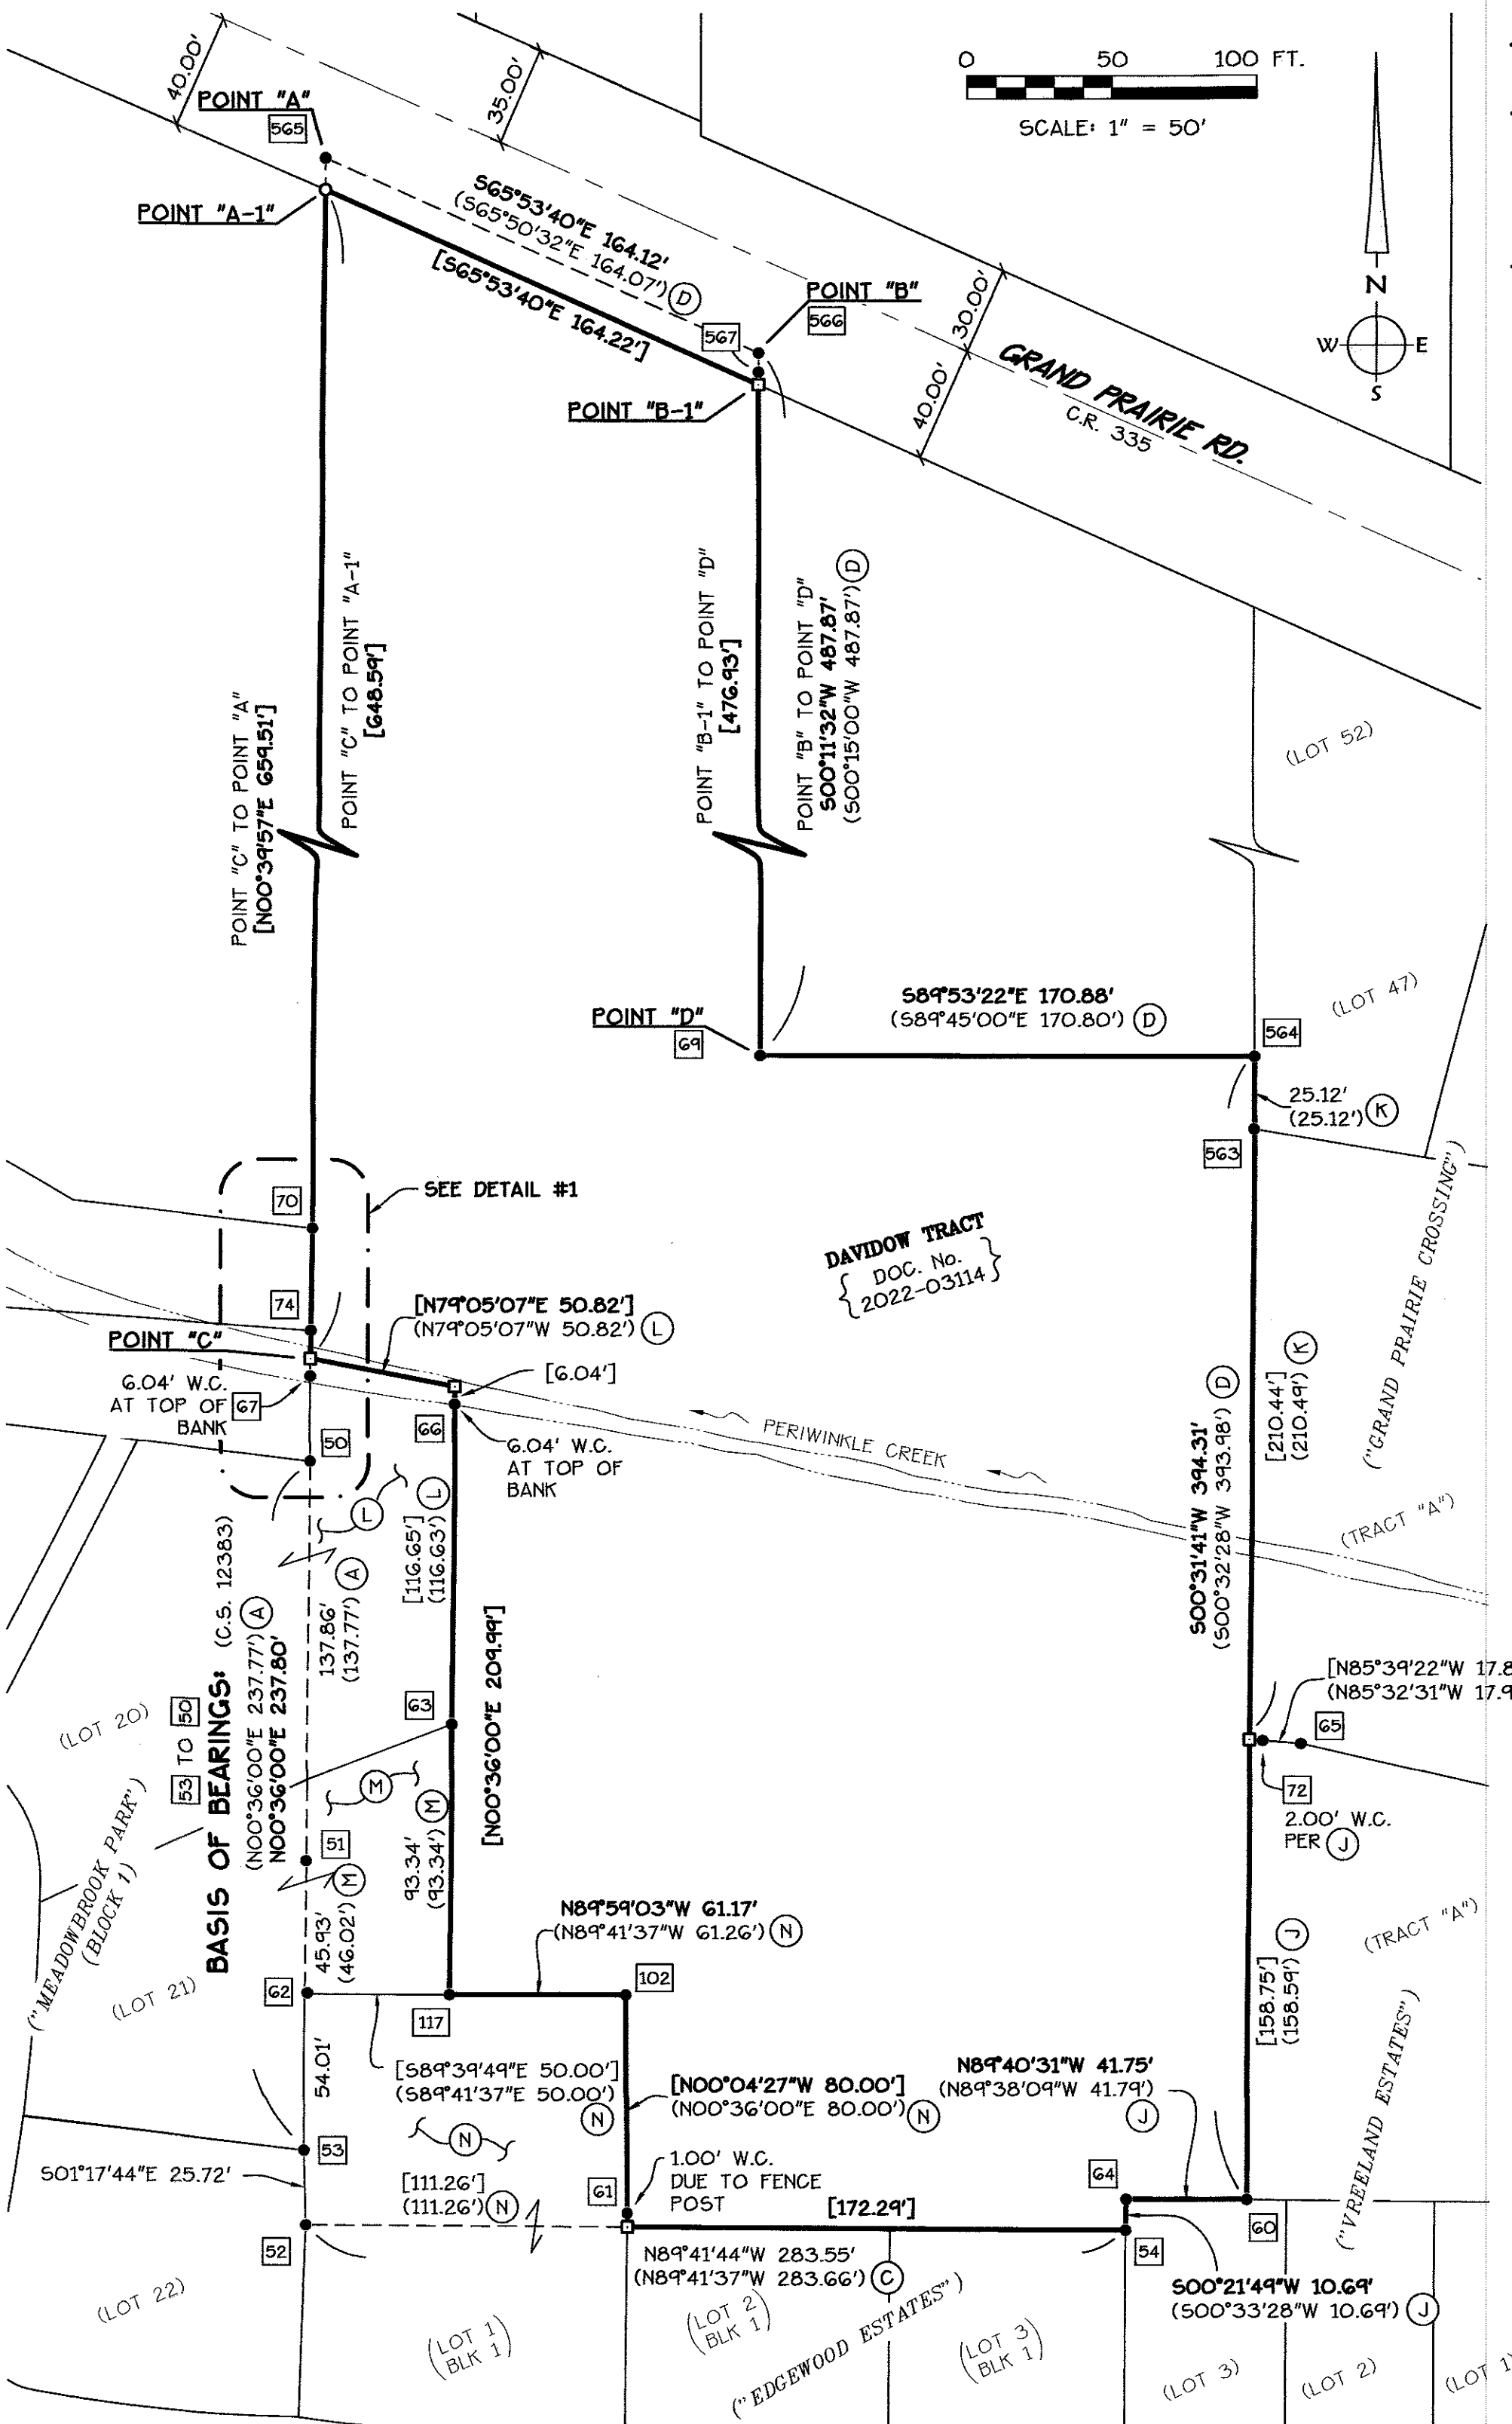 40.00'
35.00'
0 50 100 FT.
SCALE: 1" = 50'
POINT "A"
565
POINT "A-1"
S65°53'40"E 164.12'
(S65°50'32"E 164.07') D
[S65°53'40"E 164.22']
POINT "B"
566
567
POINT "B-1"
30.00'
40.00'
GRAND PRAIRIE RD.
C.R. 335
N
W E
S
POINT "C" TO POINT "A"
[N00°39'57"E 659.51']
POINT "C" TO POINT "A-1"
[648.59']
POINT "B-1" TO POINT "D"
[476.93']
POINT "B" TO POINT "D"
S00°11'32"W 487.87'
(S00°15'00"W 487.87') D
(LOT 52)
(LOT 47)
POINT "D"
69
S89°53'22"E 170.88'
(S89°45'00"E 170.80') D
564
25.12'
(25.12') K
563
70
SEE DETAIL #1
DAVIDOW TRACT
{ DOC. No. }
{ 2022-03114 }
("GRAND PRAIRIE CROSSING")
74
[N79°05'07"E 50.82']
(N79°05'07"W 50.82') L
POINT "C"
[6.04']
6.04' W.C.
AT TOP OF
BANK
67
66
6.04' W.C.
AT TOP OF
BANK
50
PERIWINKLE CREEK
[210.44']
(210.49') K
S00°31'41"W 394.31'
(S00°32'28"W 393.98') D
(TRACT "A")
L
[116.65']
(116.63') L
53 TO 50
BASIS OF BEARINGS: (C.S. 12383)
(N00°36'00"E 237.77') A
N00°36'00"E 237.80'
137.86'
(137.77') A
63
[N00°36'00"E 209.99']
M
93.34'
(93.34') M
[N85°39'22"W 17.8
(N85°32'31"W 17.9
65
72
2.00' W.C.
PER J
(LOT 20)
("MEADOWBROOK PARK")
(BLOCK 1)
51
45.93'
(46.02') M
(LOT 21)
62
117
N89°59'03"W 61.17'
(N89°41'37"W 61.26') N
102
(TRACT "A")
[158.75']
(158.59') J
("VREELAND ESTATES")
54.01'
[S89°39'49"E 50.00']
(S89°41'37"E 50.00')
N
[N00°04'27"W 80.00']
(N00°36'00"E 80.00') N
N89°40'31"W 41.75'
(N89°38'09"W 41.79')
J
53
N
S01°17'44"E 25.72'
[111.26']
(111.26') N
61
1.00' W.C.
DUE TO FENCE
POST
64
[172.29']
60
52
N89°41'44"W 283.55'
(N89°41'37"W 283.66') C
54
S00°21'49"W 10.69'
(S00°33'28"W 10.69') J
(LOT 22)
(LOT 1
BLK 1)
(LOT 2
BLK 1)
("EDGEWOOD ESTATES")
(LOT 3
BLK 1)
(LOT 3)
(LOT 2)
(LOT 1)